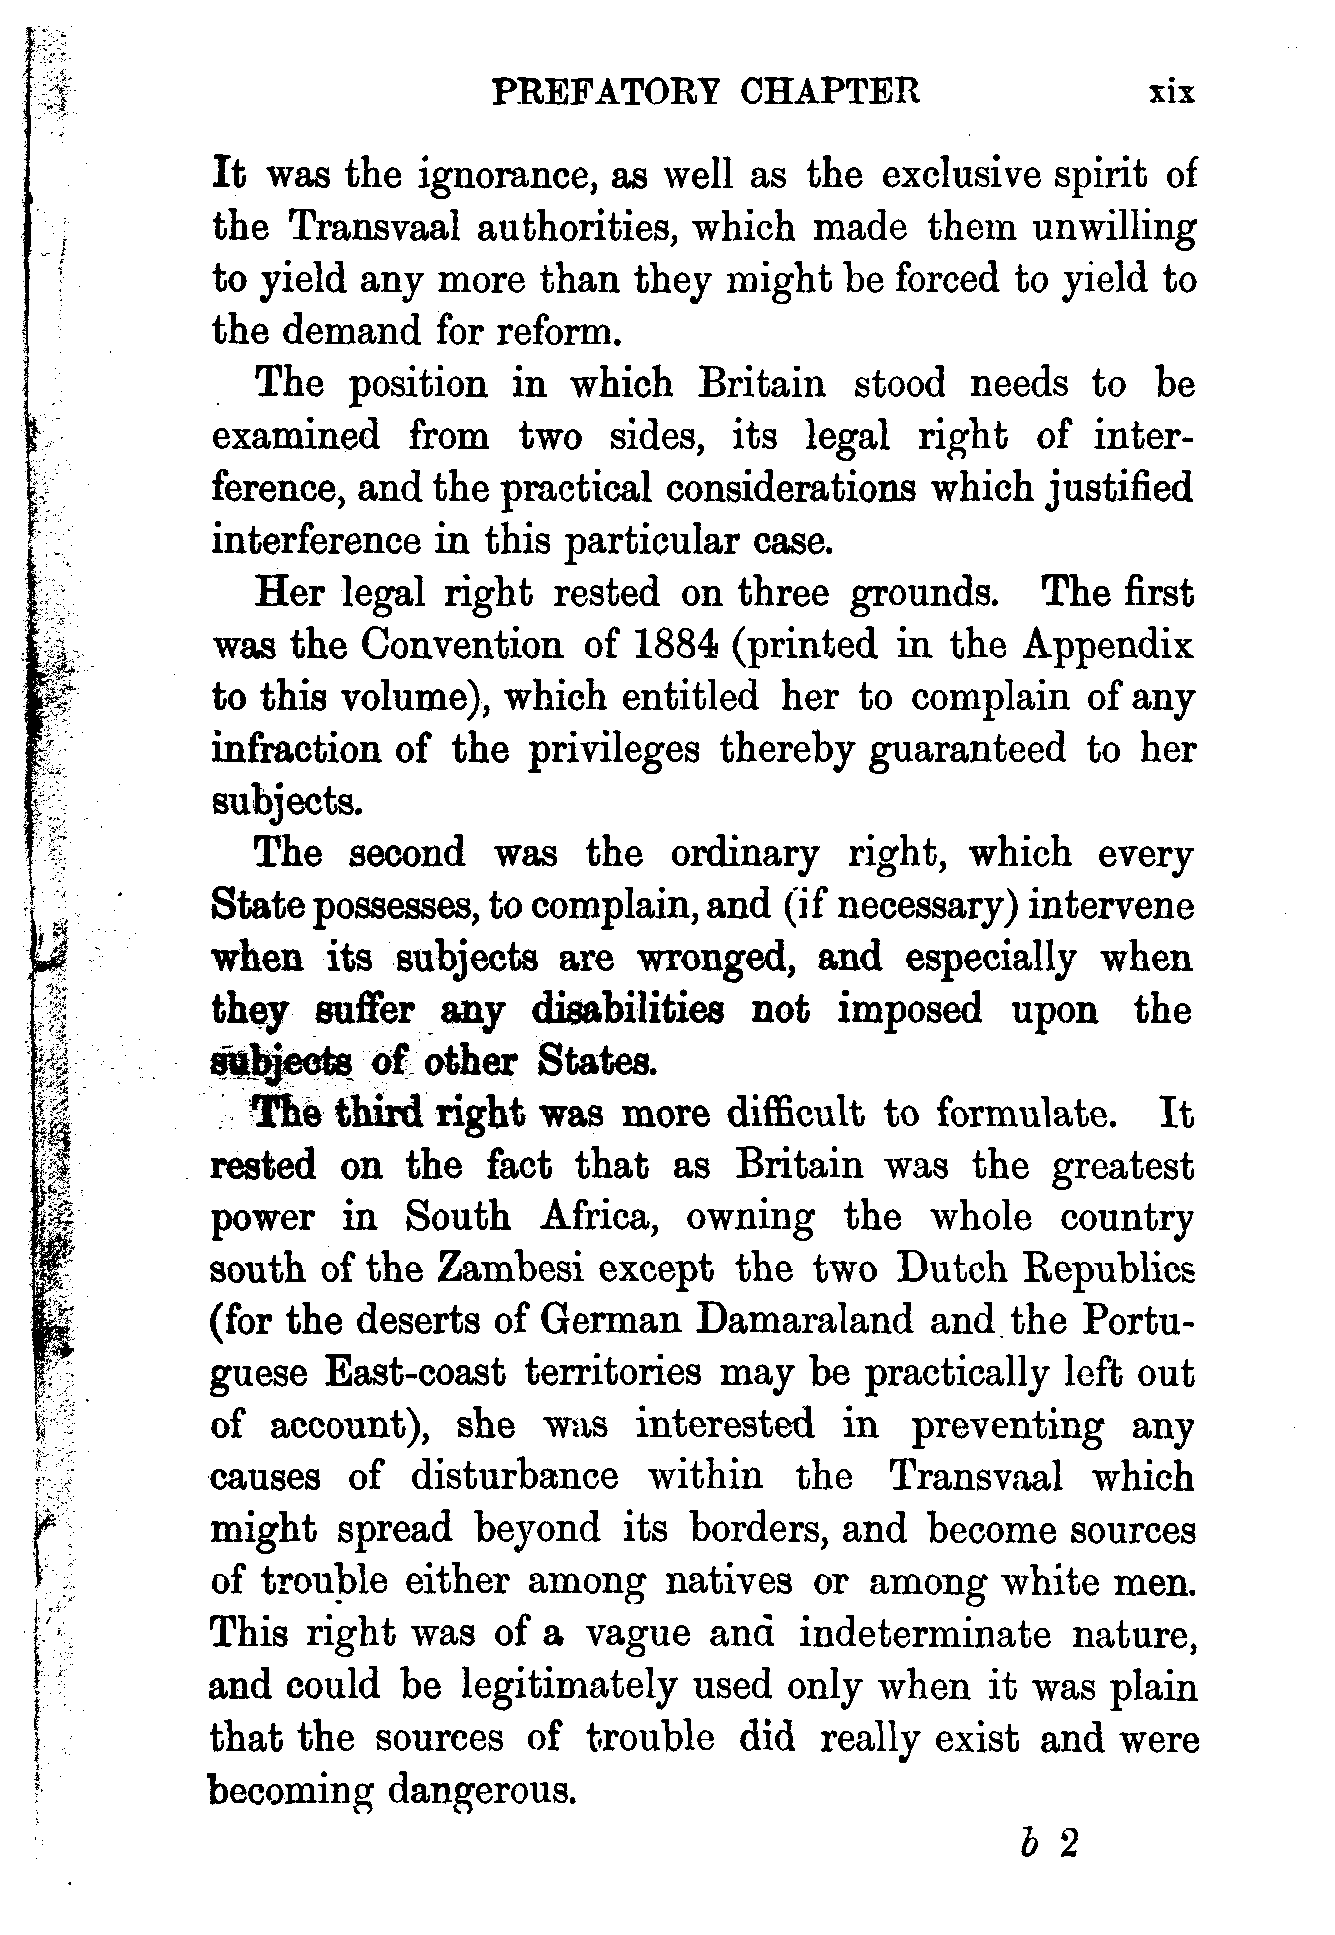 PREFATORY CHAPTER xix
It was the ignorance, as well as the exclusive spirit of
the Transvaal authorities, which made them unwilling
to yield any more than they might be forced to yield to
the demand for reform.
The position in which Britain stood needs to be
examined from two sides, its legal right of inter-
ference, and the practical considerations which justified
interference in this particular case.
Her legal right rested on three grounds. The first
was the Convention of 1884 (printed in the Appendix
to this volume), which entitled her to complain of any
infraction of the privileges thereby guaranteed to her
subjects.
The second was the ordinary right, which every
State possesses, to complain, and (if necessary) intervene
when its subjects are wronged, and especially when
they suffer any disabilities not imposed upon the
subjects of other States.
The third right was more difficult to formulate. It
rested on the fact that as Britain was the greatest
power in South Africa, owning the whole country
south of the Zambesi except the two Dutch Republics
(for the deserts of German Damaraland and the Portu-
guese East-coast territories may be practically left out
of account), she was interested in preventing any
causes of disturbance within the Transvaal which
might spread beyond its borders, and become sources
of trouble either among natives or among white men.
This right was of a vague and indeterminate nature,
and could be legitimately used only when it was plain
that the sources of trouble did really exist and were
becoming dangerous.
b 2